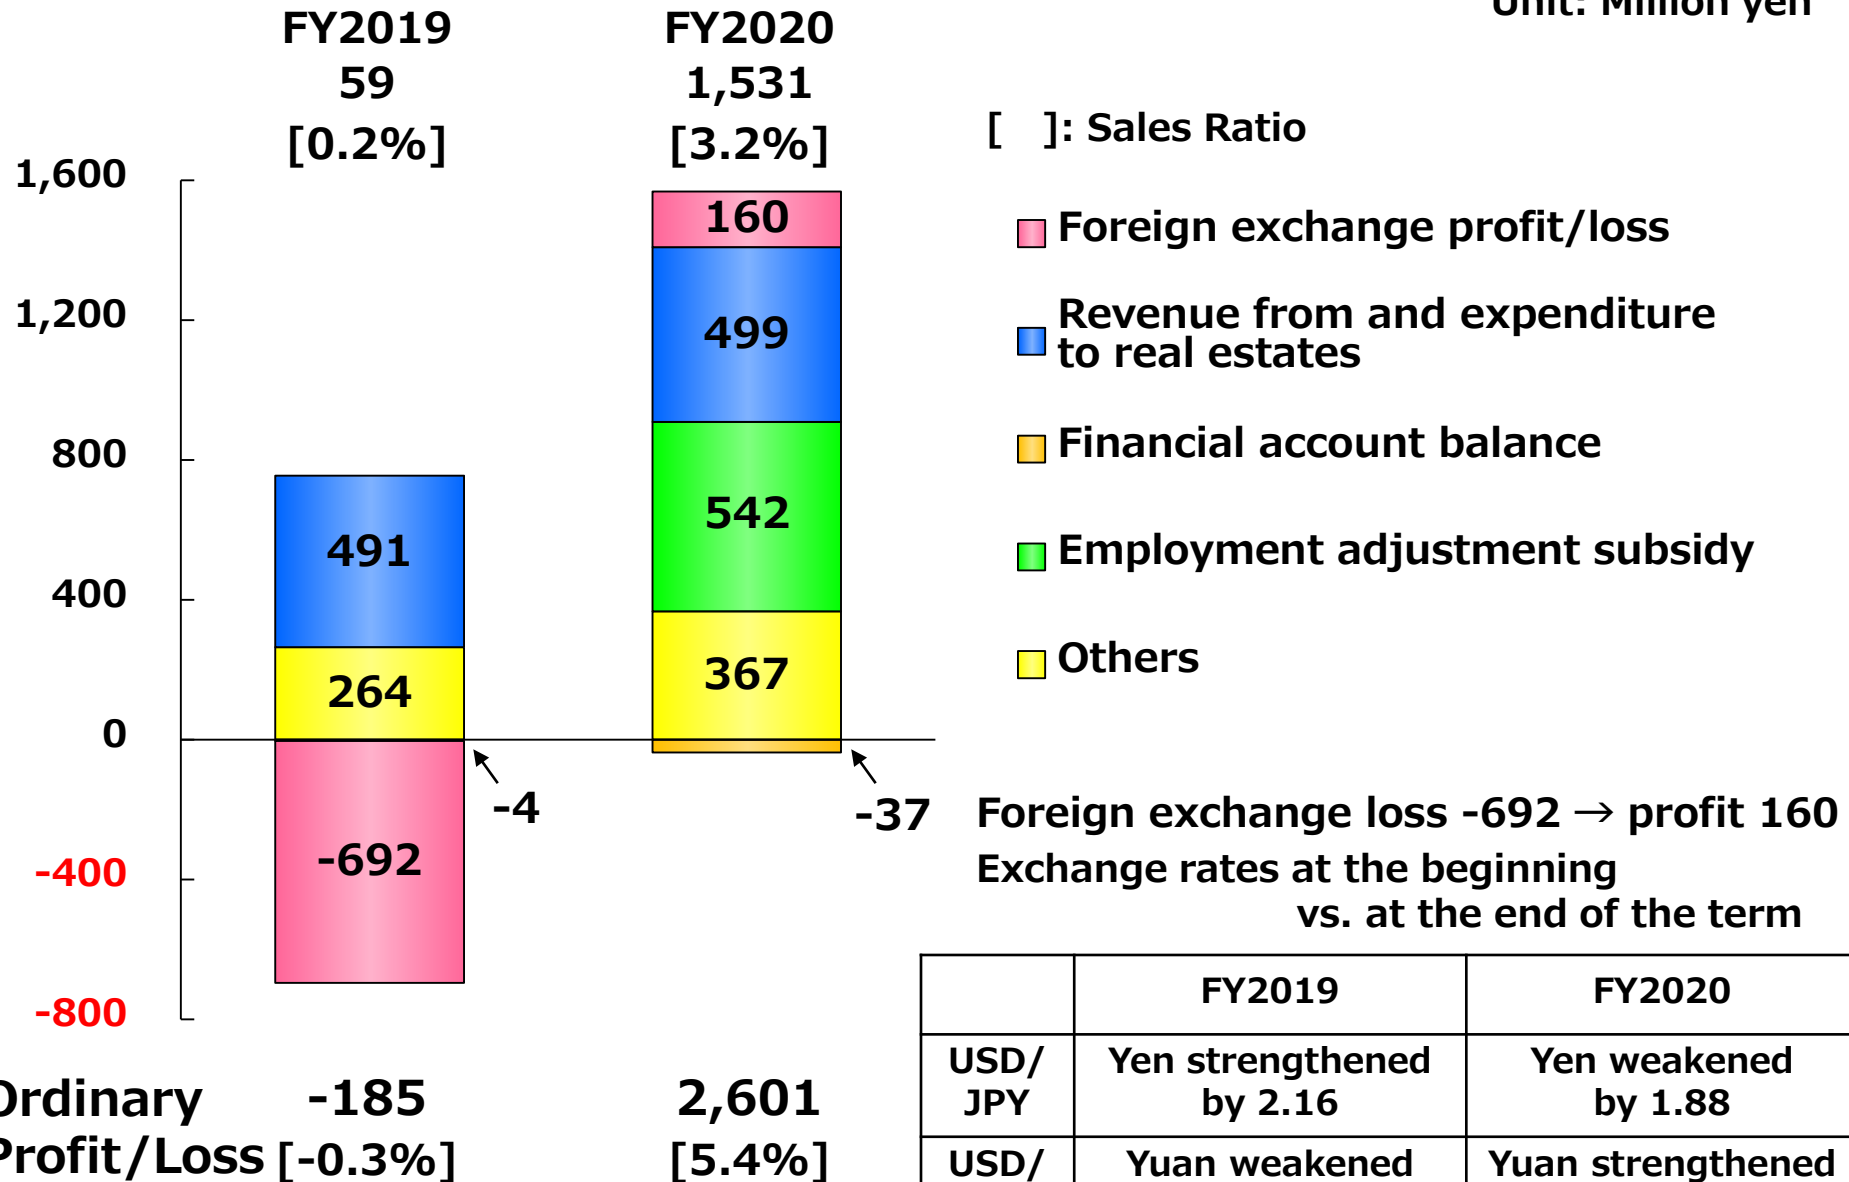 Unit: Million yen
FY2019 FY2020
59 1,531
[0.2%] [3.2%]
[ ]: Sales Ratio
1,600
1,200
800
400
0
-400
-800
160
499
542
367
-37
491
264
-4
-692
Foreign exchange profit/loss
Revenue from and expenditure
to real estates
Financial account balance
Employment adjustment subsidy
Others
Foreign exchange loss -692 → profit 160
Exchange rates at the beginning
vs. at the end of the term
FY2019 FY2020
USD/ Yen strengthened Yen weakened
JPY by 2.16 by 1.88
USD/ Yuan weakened Yuan strengthened
Ordinary -185 2,601
Profit/Loss [-0.3%] [5.4%]